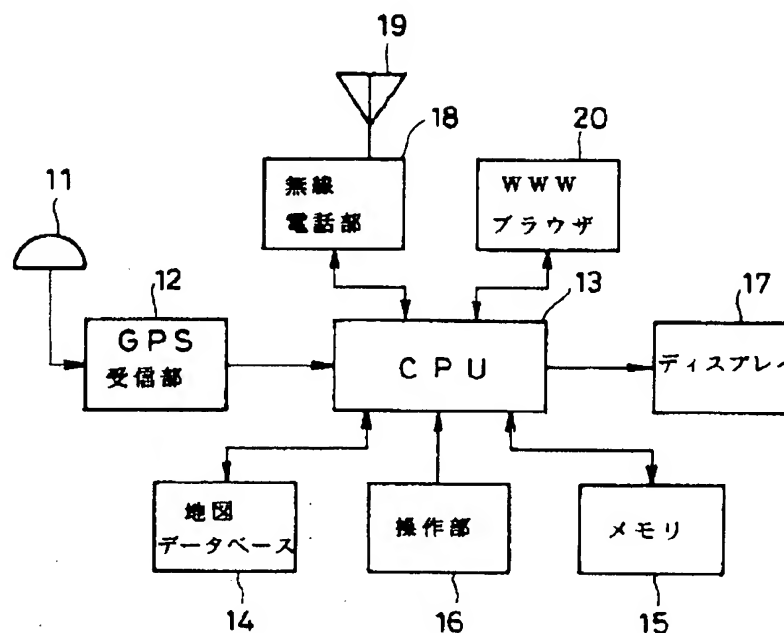 19
18
20
無線
電話部
WWW
ブラウザ
11
12
13
17
GPS
受信部
CPU
ディスプレイ
地図
データベース
操作部
メモリ
14
16
15